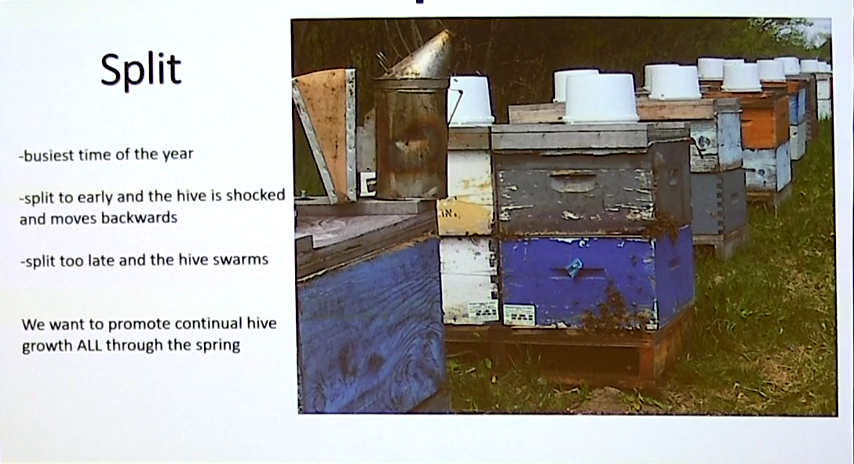 Split
-busiest time of the year
-split to early and the hive is shocked
and moves backwards
-split too late and the hive swarms
We want to promote continual hive
growth ALL through the spring